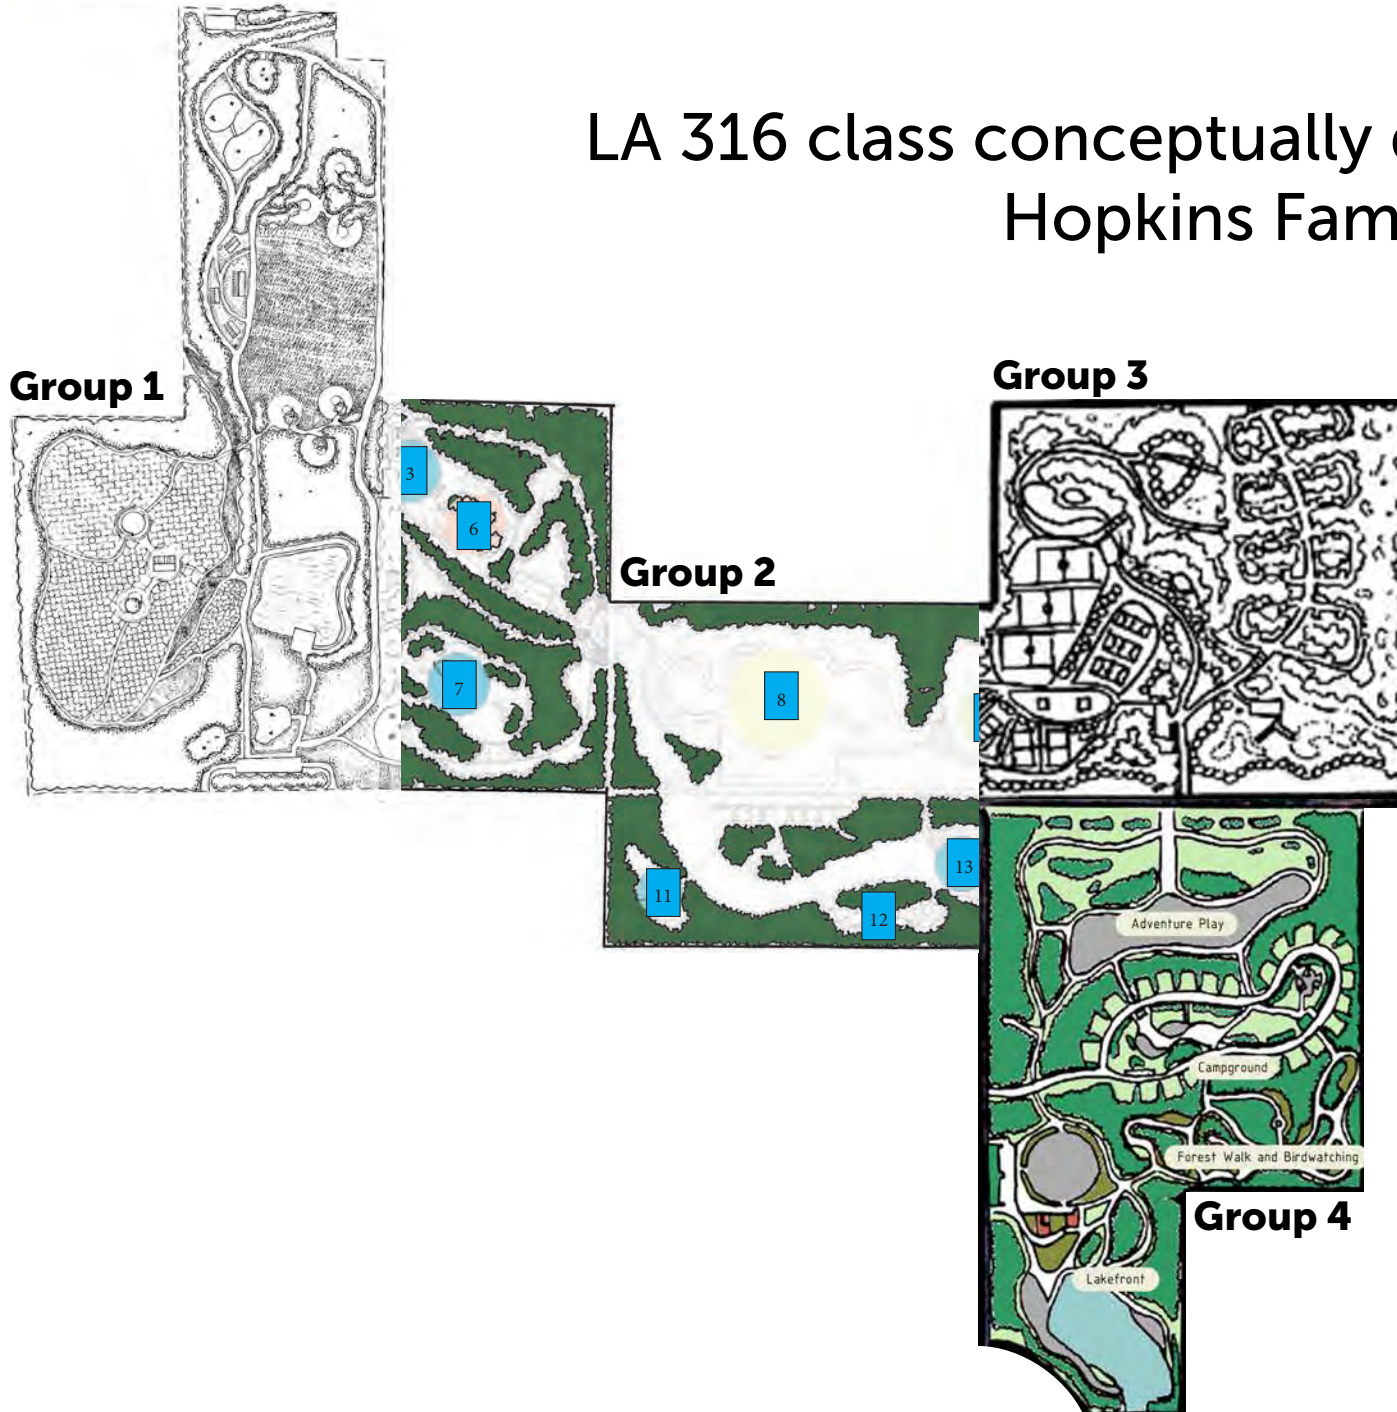 LA 316 class conceptually
Hopkins Fam
Group 1
Group 3
3
6
Group 2
7
8
11
12
13
Adventure Play
Campground
Forest Walk and Birdwatching
Group 4
Lakefront